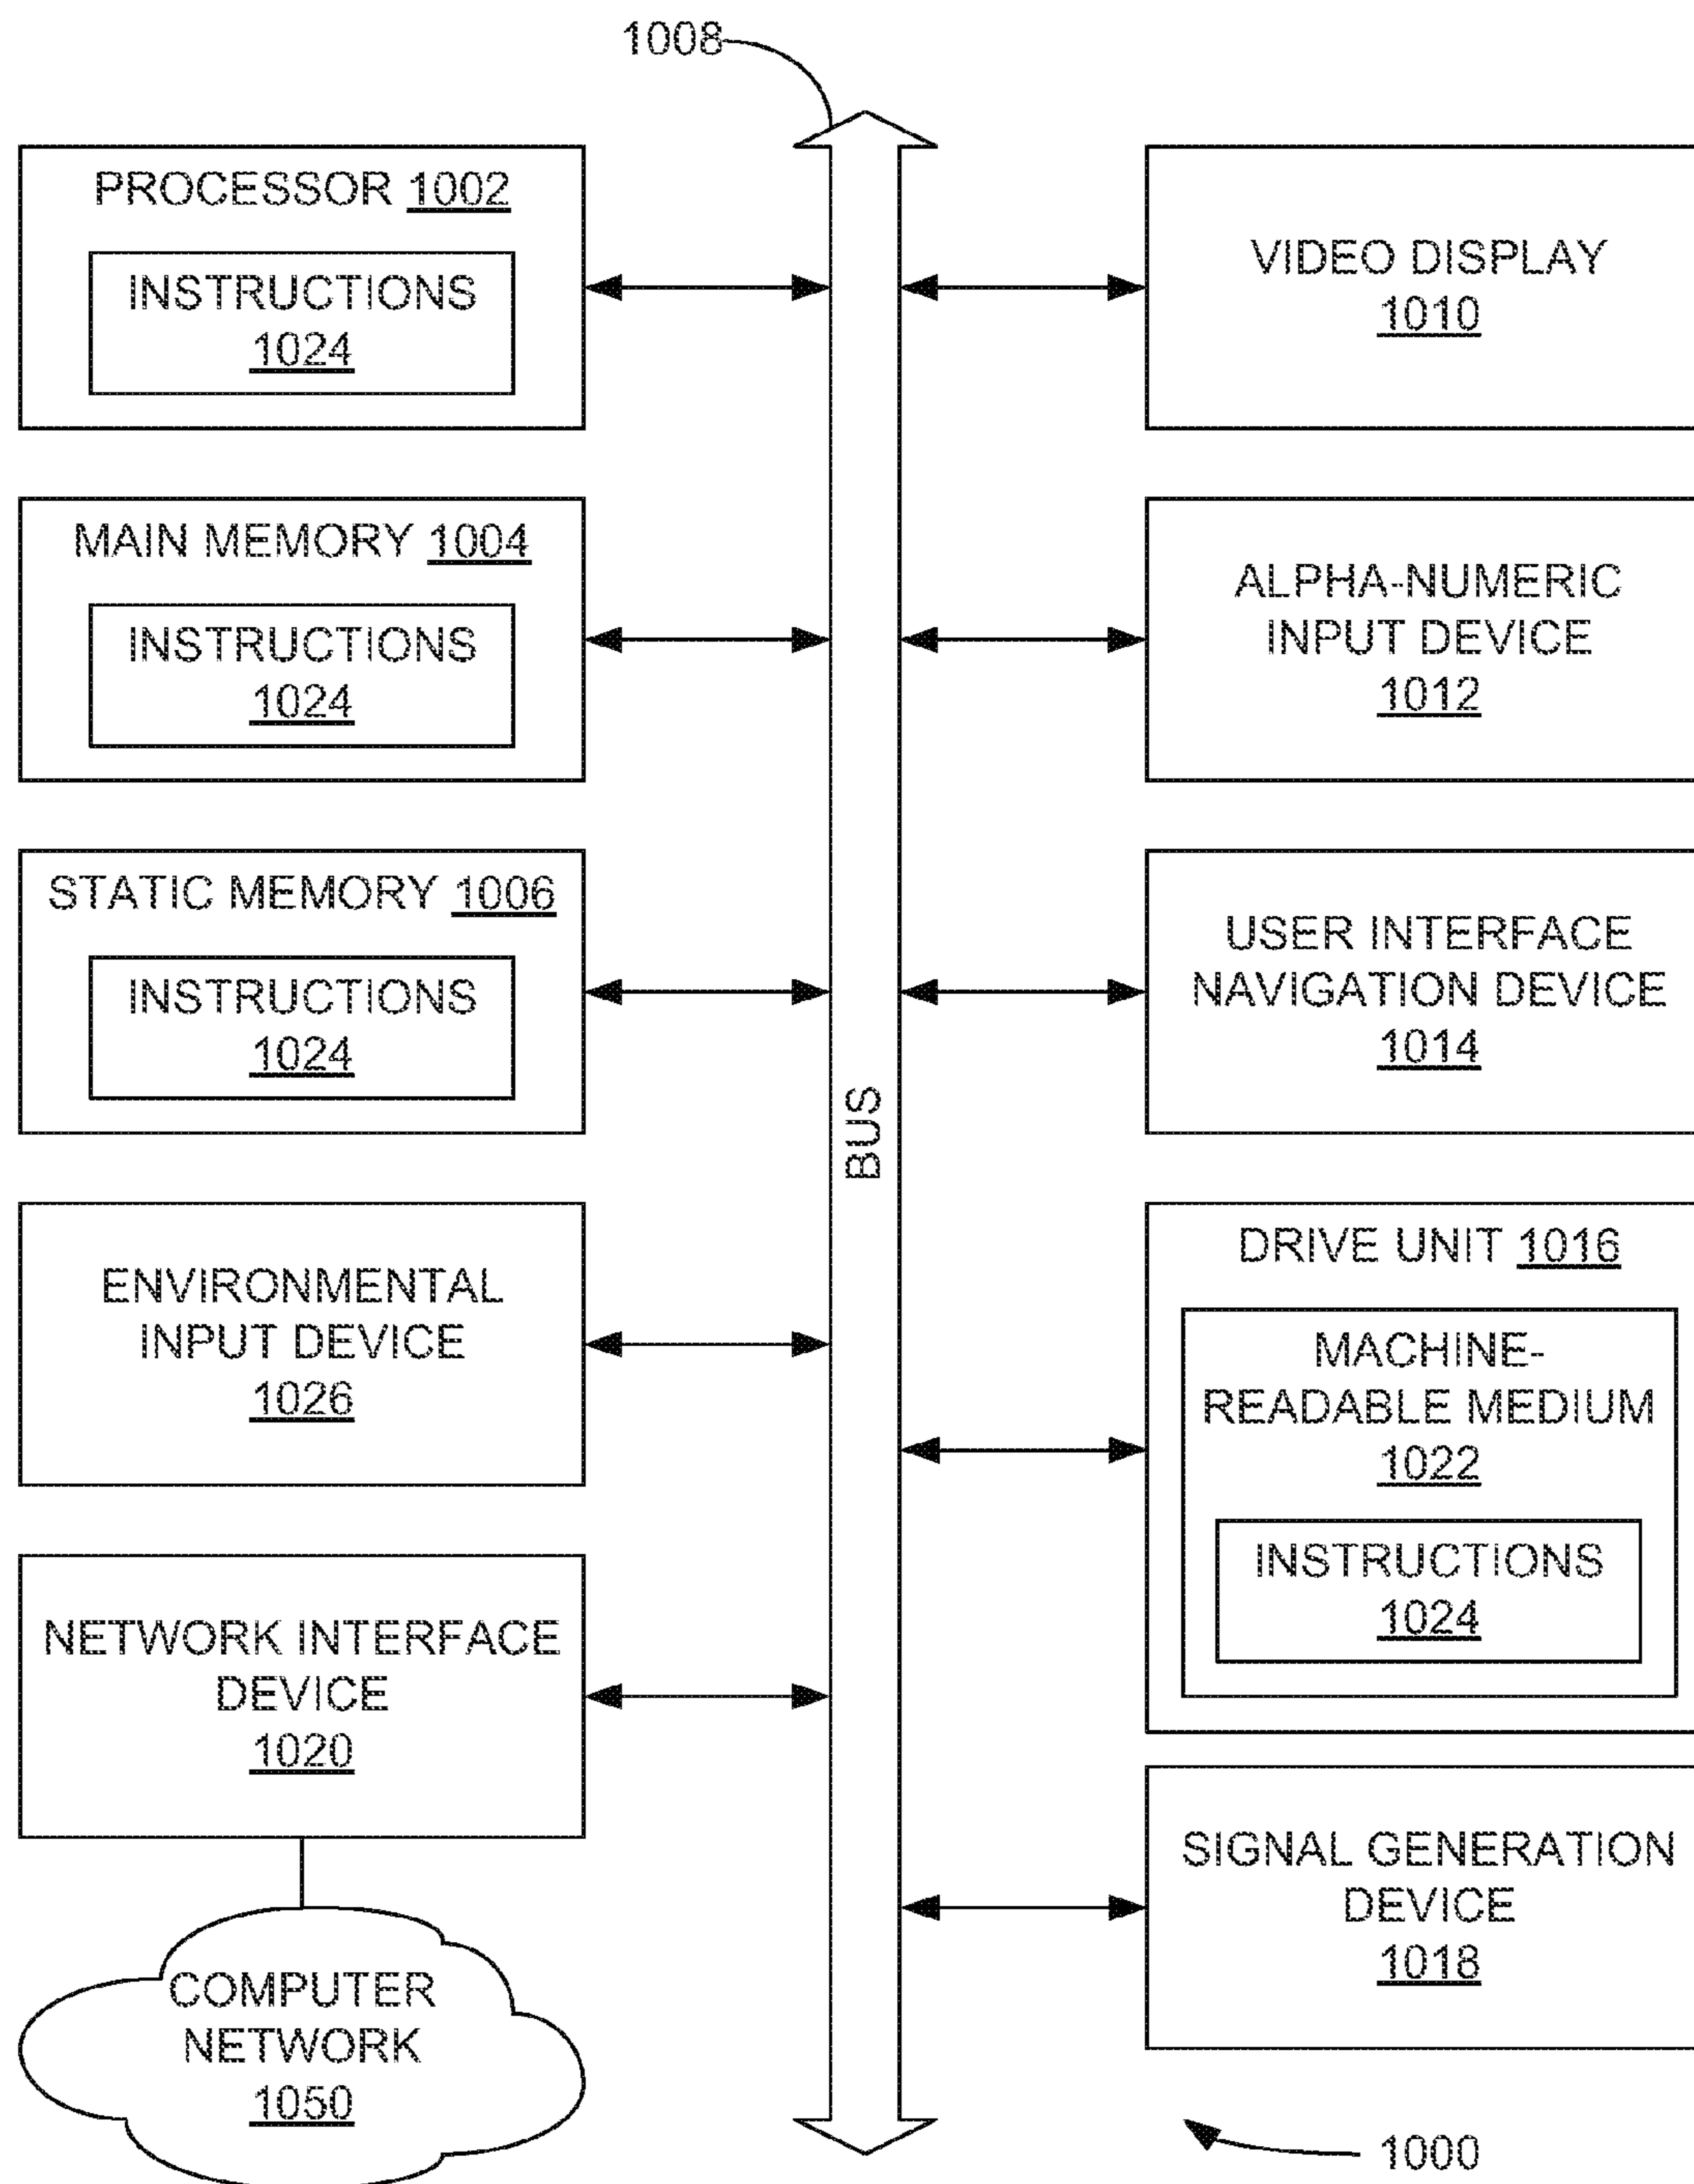 1008
PROCESSOR 1002
INSTRUCTIONS
1024
MAIN MEMORY 1004
INSTRUCTIONS
1024
STATIC MEMORY 1006
INSTRUCTIONS
1024
ENVIRONMENTAL
INPUT DEVICE
1026
NETWORK INTERFACE
DEVICE
1020
COMPUTER
NETWORK
1050
BUS
VIDEO DISPLAY
1010
ALPHA-NUMERIC
INPUT DEVICE
1012
USER INTERFACE
NAVIGATION DEVICE
1014
DRIVE UNIT 1016
MACHINE-
READABLE MEDIUM
1022
INSTRUCTIONS
1024
SIGNAL GENERATION
DEVICE
1018
1000